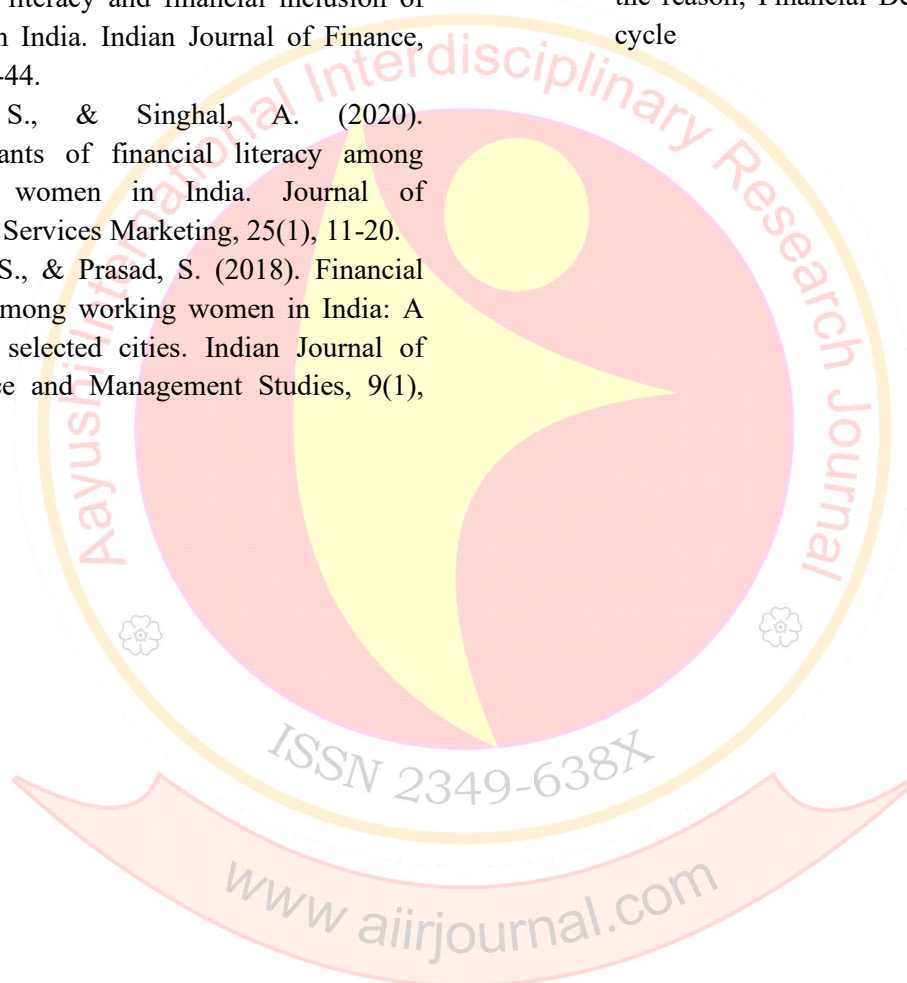 literacy and financial inclusion of
n India. Indian Journal of Finance,
-44.
S., & Singhal, A. (2020).
ants of financial literacy among
women in India. Journal of
Services Marketing, 25(1), 11-20.
S., & Prasad, S. (2018). Financial
mong working women in India: A
selected cities. Indian Journal of
ce and Management Studies, 9(1),
the reason, Financial De
cycle
Aayushi International Interdisciplinary Research Journal
ISSN 2349-638X
www aiirjournal.com